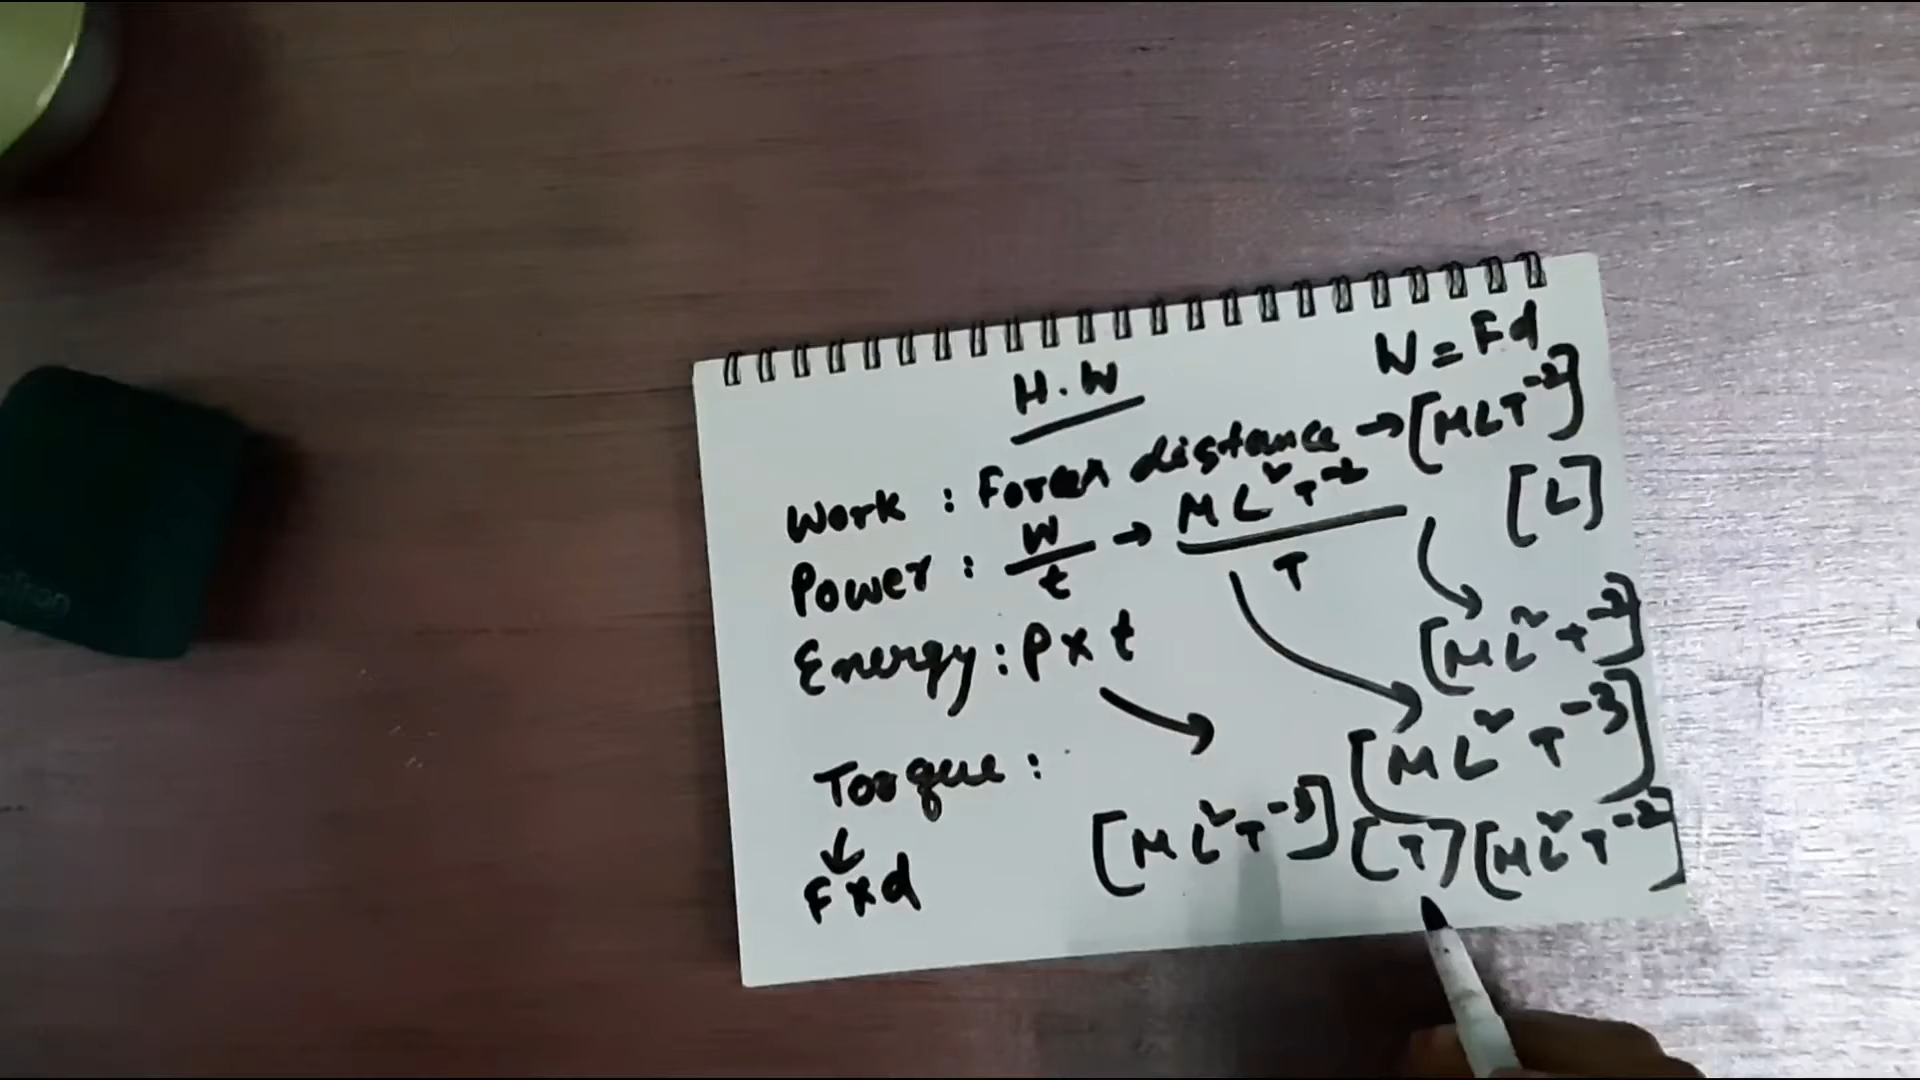 H.W
W = Fd
Work : Force x distance → [MLT⁻²]
[L]
Power : W/t → ML²T⁻²/T
[ML²T⁻²]
Energy : P x t
[ML²T⁻³]
Torque :
[ML²T⁻³] [T] [ML²T⁻²]
↓
F x d